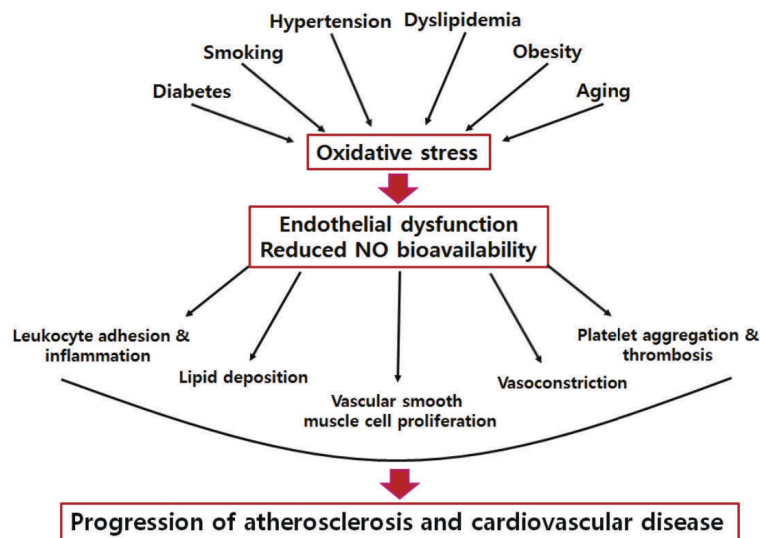 Hypertension
Dyslipidemia
Smoking
Obesity
Diabetes
Aging
Oxidative stress
Endothelial dysfunction
Reduced NO bioavailability
Leukocyte adhesion &
inflammation
Lipid deposition
Vascular smooth
muscle cell proliferation
Vasoconstriction
Platelet aggregation &
thrombosis
Progression of atherosclerosis and cardiovascular disease